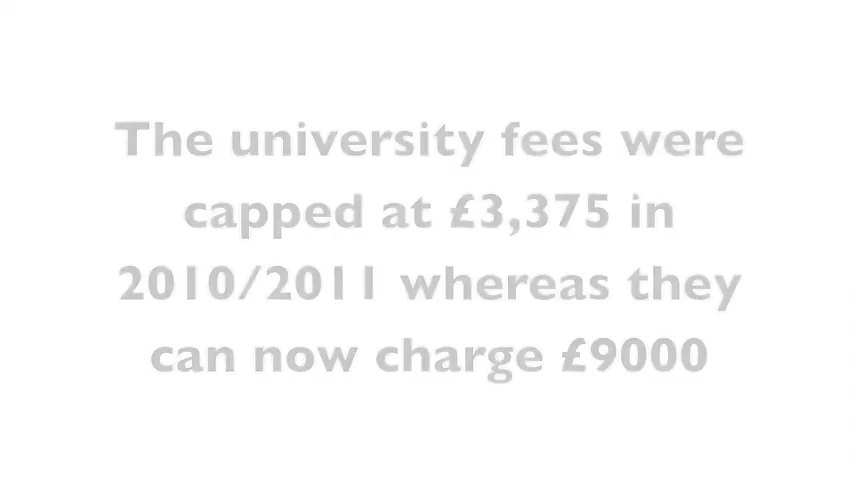 The university fees were
capped at £3,375 in
2010/2011 whereas they
can now charge £9000